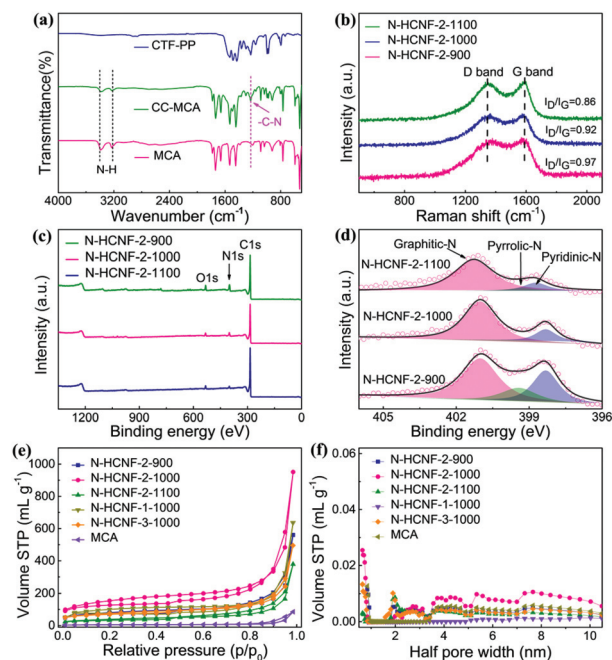 (a)
CTF-PP
CC-MCA
-C-N
MCA
N-H
Transmittance(%)
4000 3200 2400 1600 800
Wavenumber (cm⁻¹)
(b)
N-HCNF-2-1100
N-HCNF-2-1000
N-HCNF-2-900
D band G band
I_D/I_G=0.86
I_D/I_G=0.92
I_D/I_G=0.97
Intensity (a.u.)
800 1200 1600 2000
Raman shift (cm⁻¹)
(c)
N-HCNF-2-900
N-HCNF-2-1000
N-HCNF-2-1100
C1s
N1s
O1s
Intensity (a.u.)
1200 900 600 300 0
Binding energy (eV)
(d)
Graphitic-N
Pyrrolic-N
Pyridinic-N
N-HCNF-2-1100
N-HCNF-2-1000
N-HCNF-2-900
Intensity (a.u.)
405 402 399 396
Binding energy (eV)
(e)
N-HCNF-2-900
N-HCNF-2-1000
N-HCNF-2-1100
N-HCNF-1-1000
N-HCNF-3-1000
MCA
Volume STP (mL g⁻¹)
1000
800
600
400
200
0
0.0 0.2 0.4 0.6 0.8 1.0
Relative pressure (p/p₀)
(f)
N-HCNF-2-900
N-HCNF-2-1000
N-HCNF-2-1100
N-HCNF-1-1000
N-HCNF-3-1000
MCA
Volume STP (mL g⁻¹)
0.06
0.04
0.02
0.00
2 4 6 8 10
Half pore width (nm)